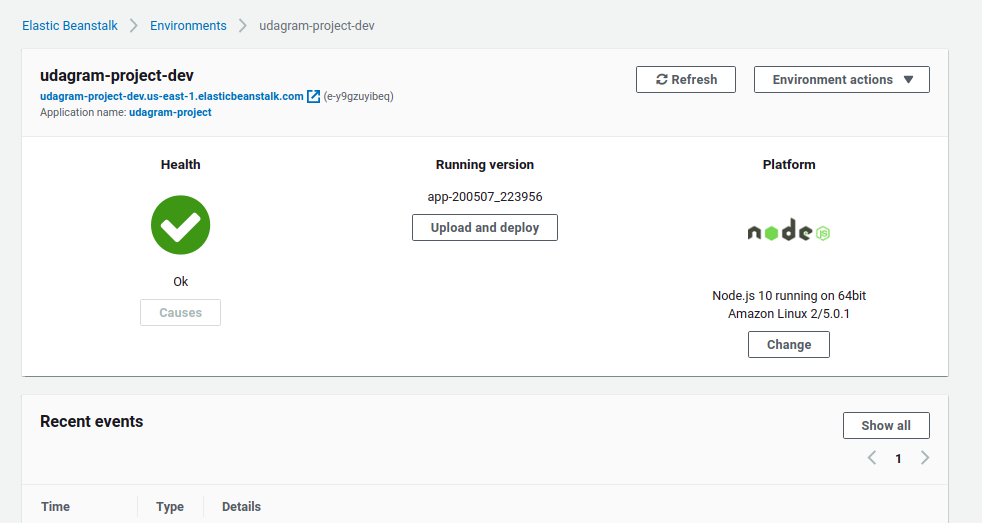 Elastic Beanstalk > Environments > udagram-project-dev
udagram-project-dev
udagram-project-dev.us-east-1.elasticbeanstalk.com (e-y9gzuyibeq)
Application name: udagram-project
Refresh
Environment actions
Health
Ok
Causes
Running version
app-200507_223956
Upload and deploy
Platform
node JS
Node.js 10 running on 64bit
Amazon Linux 2/5.0.1
Change
Recent events
Show all
< 1 >
Time Type Details